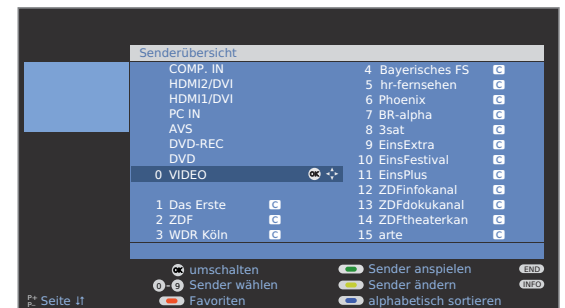 Senderübersicht
COMP. IN
HDMI2/DVI
HDMI1/DVI
PC IN
AVS
DVD-REC
DVD
0 VIDEO OK
1 Das Erste C
2 ZDF C
3 WDR Köln C
4 Bayerisches FS C
5 hr-fernsehen C
6 Phoenix C
7 BR-alpha C
8 3sat C
9 EinsExtra C
10 EinsFestival C
11 EinsPlus C
12 ZDFinfokanal C
13 ZDFdokukanal C
14 ZDFtheaterkan C
15 arte C
OK umschalten
0-9 Sender wählen
Favoriten
Sender anspielen END
Sender ändern INFO
alphabetisch sortieren
P+ P- Seite ↓↑